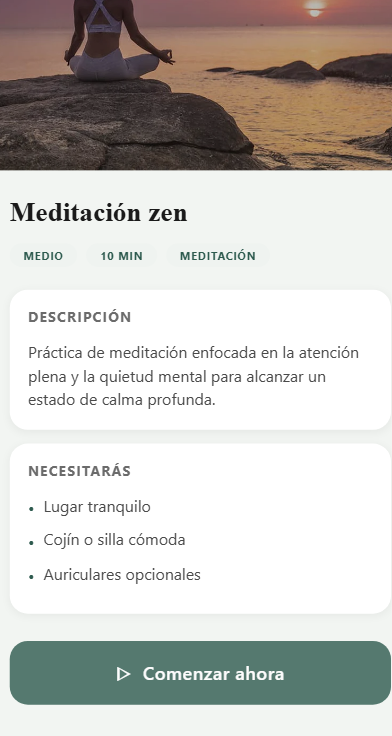 Meditación zen
MEDIO 10 MIN MEDITACIÓN
DESCRIPCIÓN
Práctica de meditación enfocada en la atención
plena y la quietud mental para alcanzar un
estado de calma profunda.
NECESITARÁS
• Lugar tranquilo
• Cojín o silla cómoda
• Auriculares opcionales
Comenzar ahora